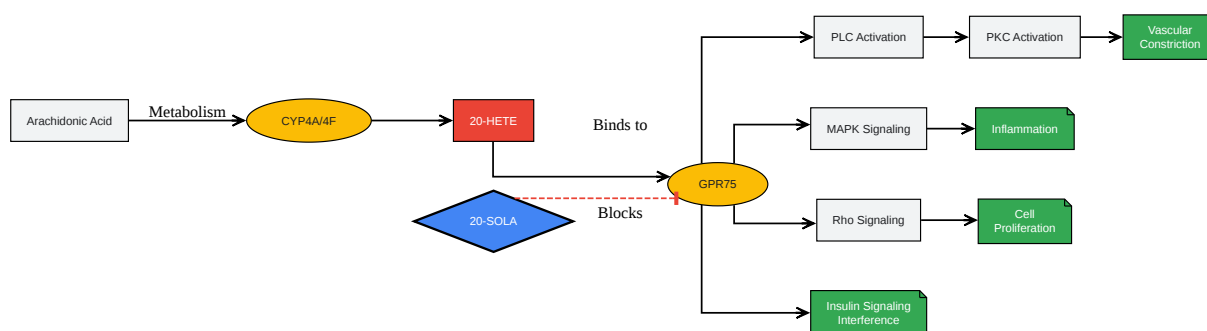 Arachidonic Acid
Metabolism
CYP4A/4F
20-HETE
Binds to
20-SOLA
Blocks
GPR75
PLC Activation
PKC Activation
Vascular
Constriction
MAPK Signaling
Inflammation
Rho Signaling
Cell
Proliferation
Insulin Signaling
Interference